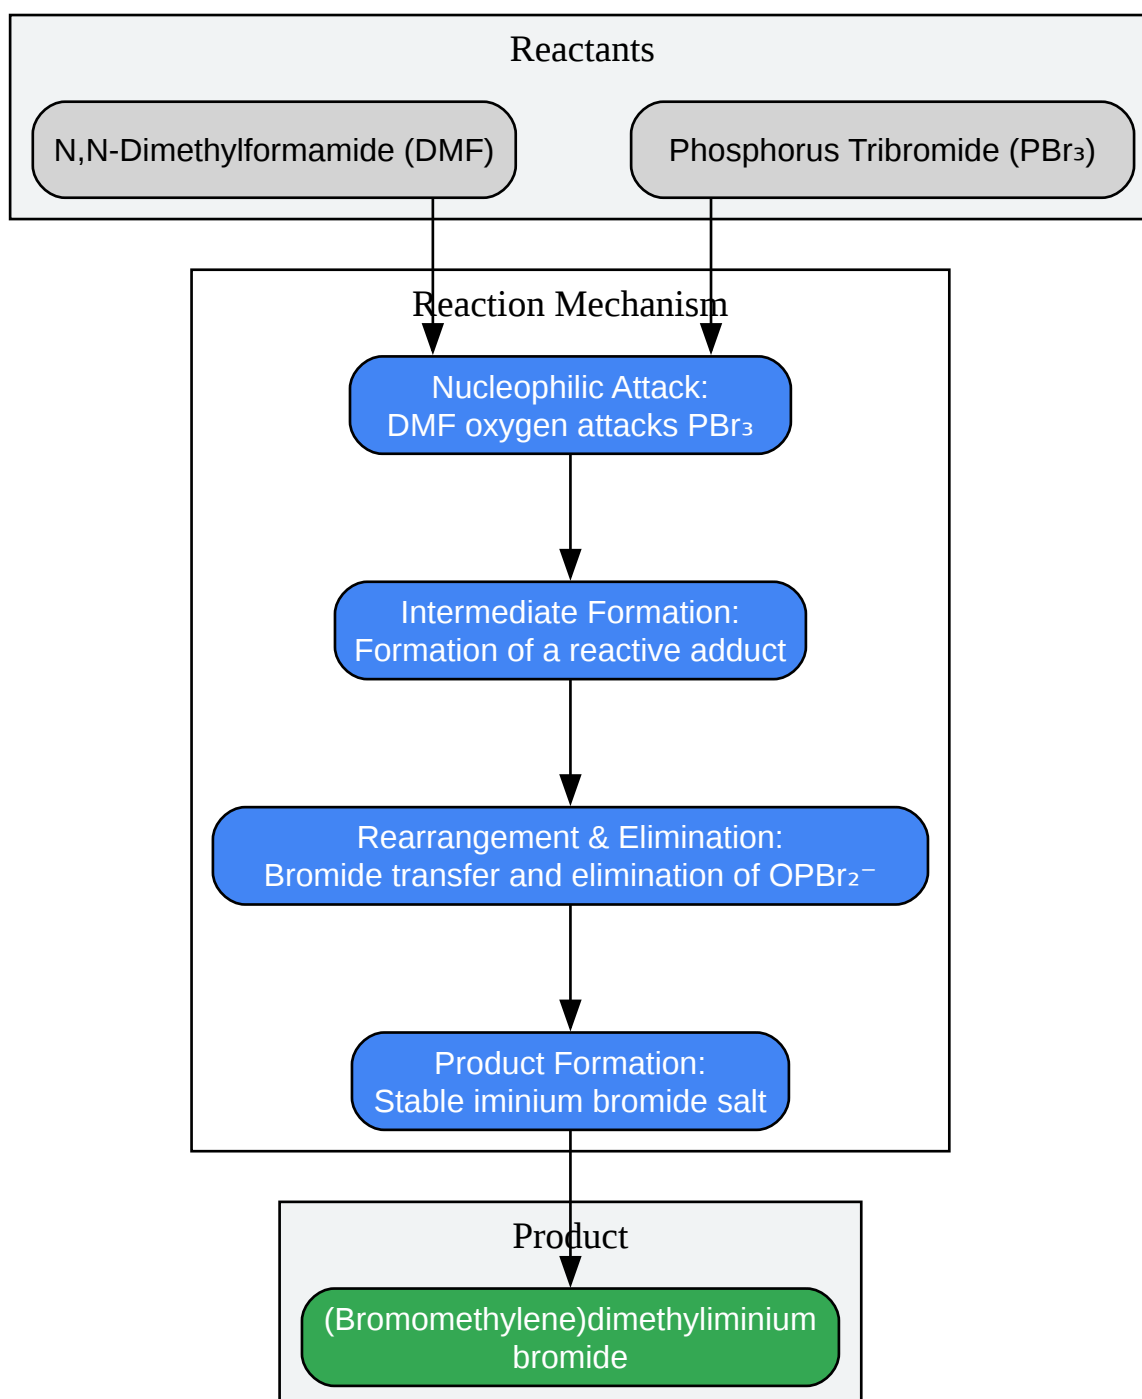 Reactants
N,N-Dimethylformamide (DMF)
Phosphorus Tribromide (PBr₃)
Reaction Mechanism
Nucleophilic Attack:
DMF oxygen attacks PBr₃
Intermediate Formation:
Formation of a reactive adduct
Rearrangement & Elimination:
Bromide transfer and elimination of OPBr₂⁻
Product Formation:
Stable iminium bromide salt
Product
(Bromomethylene)dimethyliminium
bromide